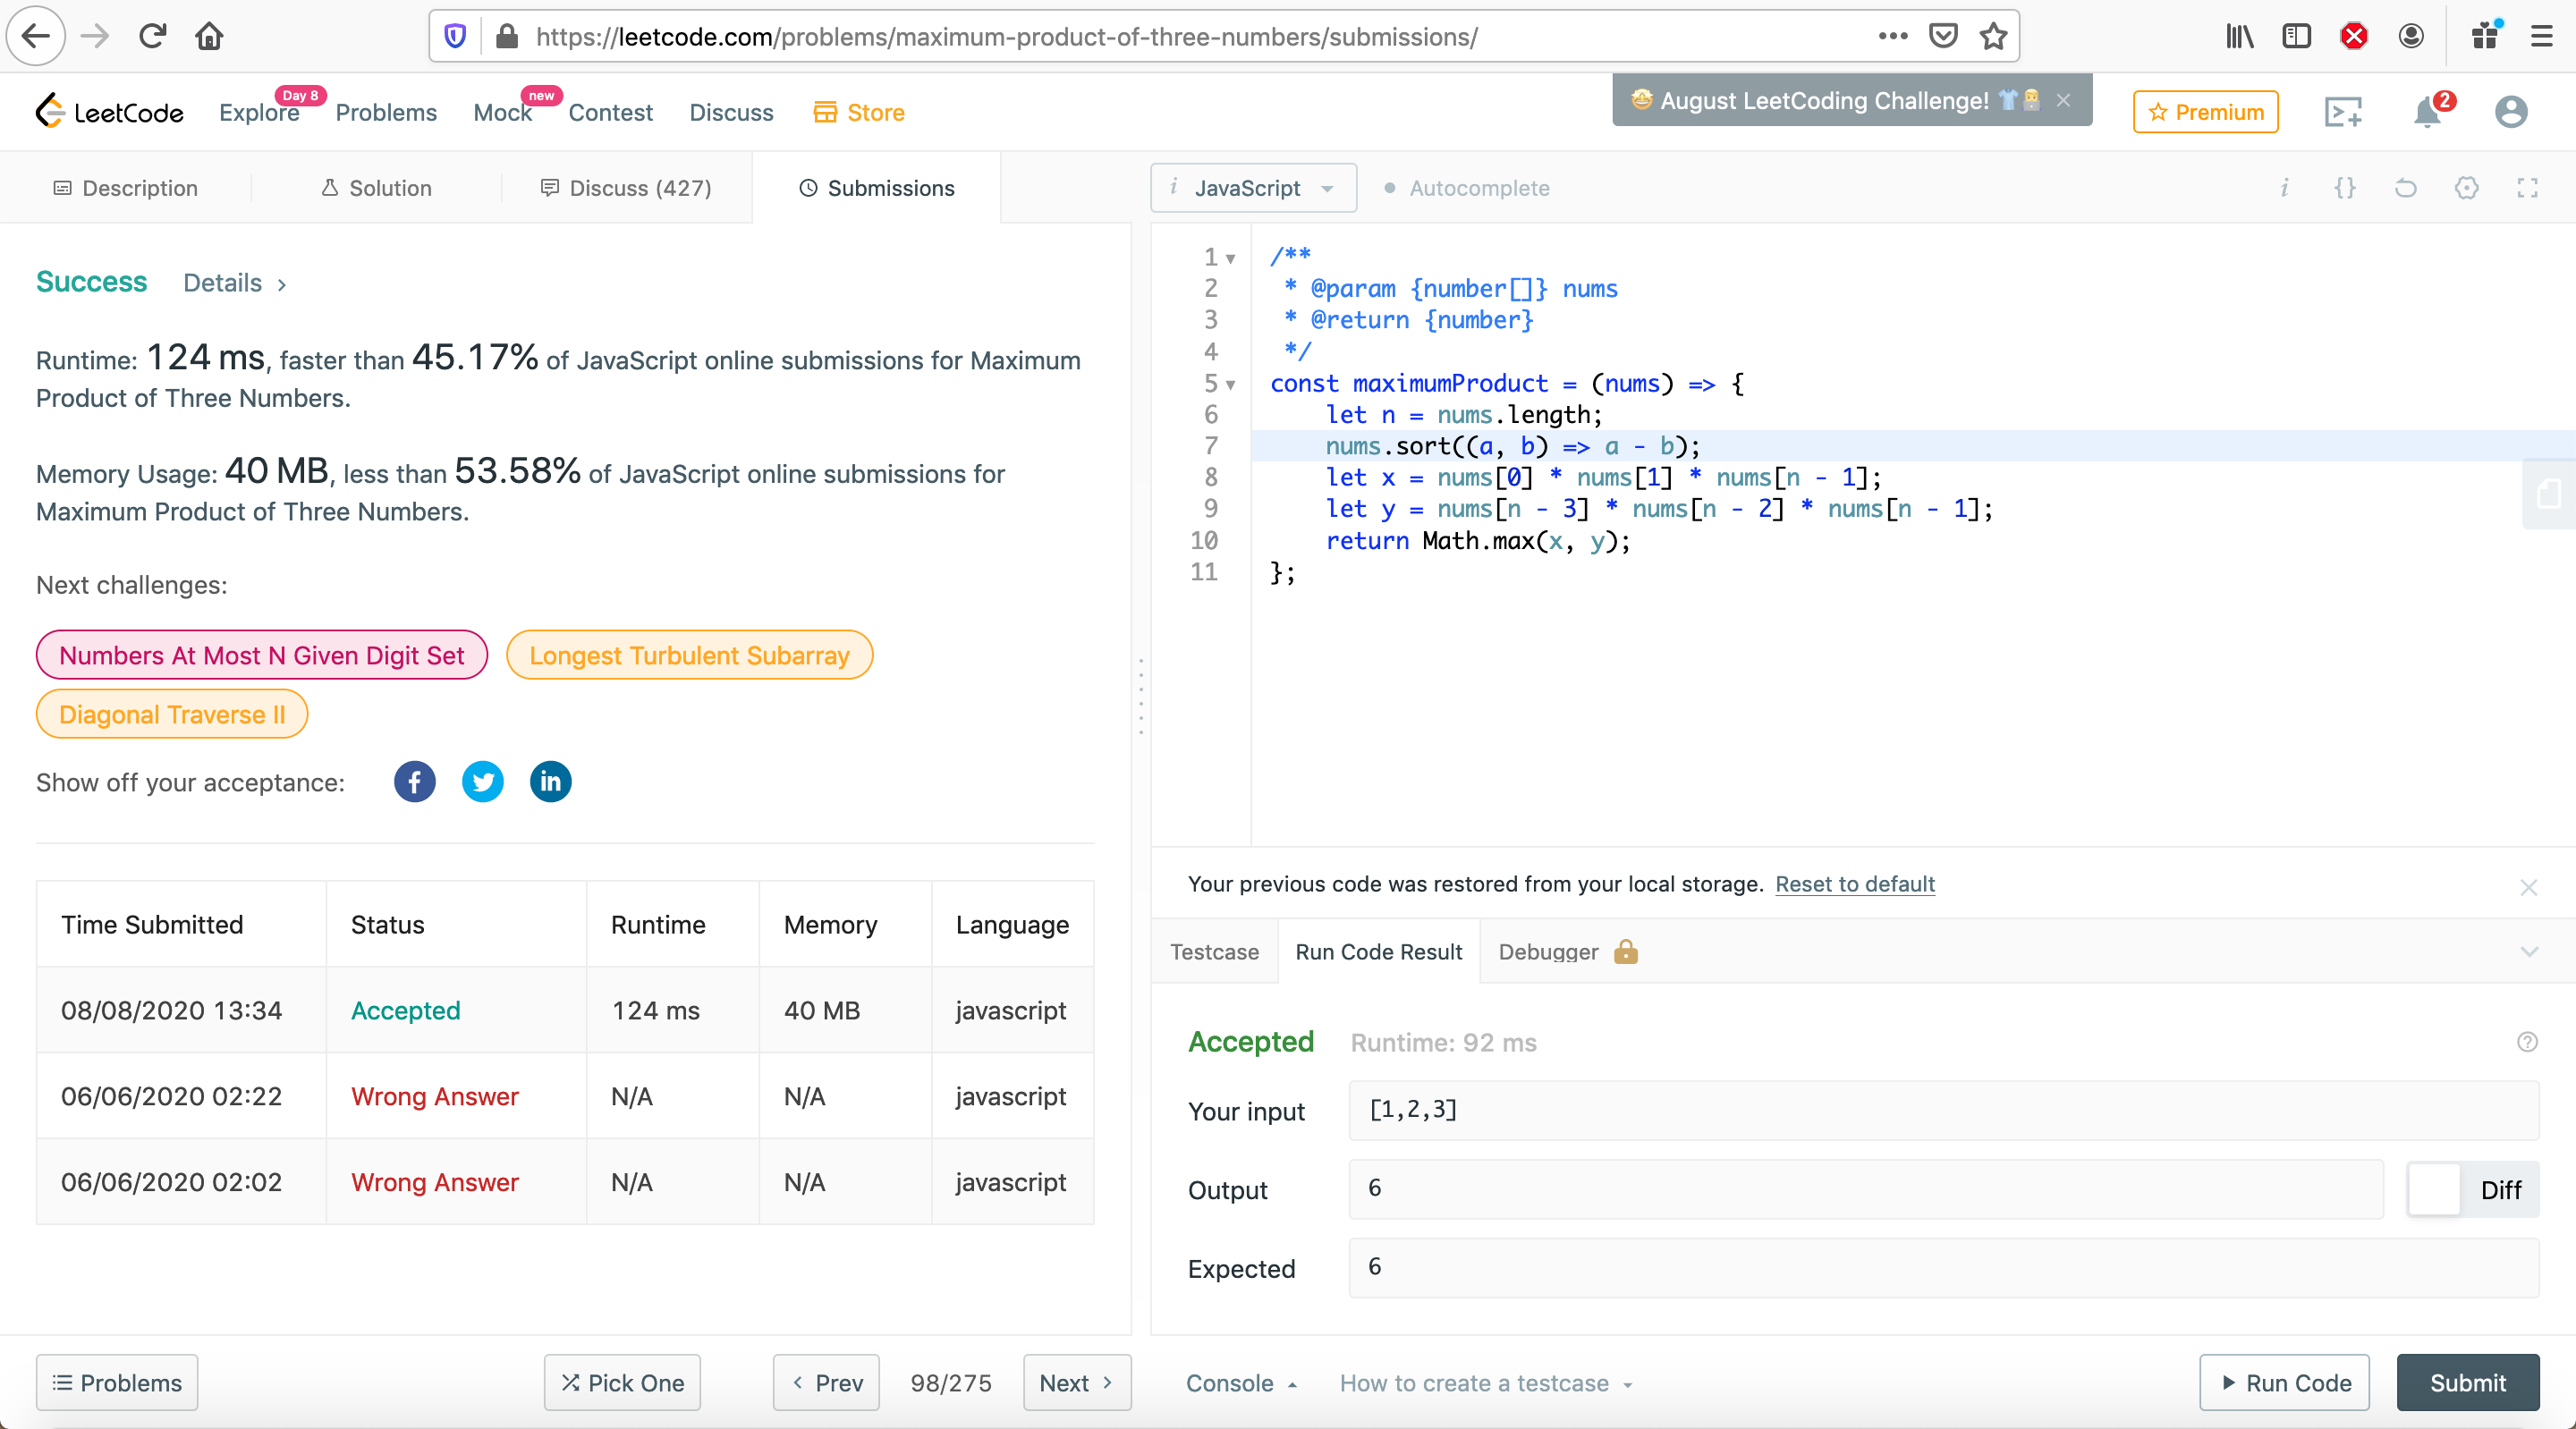 https://leetcode.com/problems/maximum-product-of-three-numbers/submissions/
LeetCode
Explore
Day 8
Problems
Mock
new
Contest
Discuss
Store
August LeetCoding Challenge!
Premium
2
Description
Solution
Discuss (427)
Submissions
Success
Details
Runtime: 124 ms, faster than 45.17% of JavaScript online submissions for Maximum
Product of Three Numbers.
Memory Usage: 40 MB, less than 53.58% of JavaScript online submissions for
Maximum Product of Three Numbers.
Next challenges:
Numbers At Most N Given Digit Set
Longest Turbulent Subarray
Diagonal Traverse II
Show off your acceptance:
Time Submitted Status Runtime Memory Language
08/08/2020 13:34 Accepted 124 ms 40 MB javascript
06/06/2020 02:22 Wrong Answer N/A N/A javascript
06/06/2020 02:02 Wrong Answer N/A N/A javascript
Problems
Pick One
Prev
98/275
Next
i JavaScript
Autocomplete
1 /**
2  * @param {number[]} nums
3  * @return {number}
4  */
5 const maximumProduct = (nums) => {
6     let n = nums.length;
7     nums.sort((a, b) => a - b);
8     let x = nums[0] * nums[1] * nums[n - 1];
9     let y = nums[n - 3] * nums[n - 2] * nums[n - 1];
10     return Math.max(x, y);
11 };
Your previous code was restored from your local storage. Reset to default
Testcase
Run Code Result
Debugger
Accepted Runtime: 92 ms
Your input [1,2,3]
Output 6
Diff
Expected 6
Console
How to create a testcase
Run Code
Submit